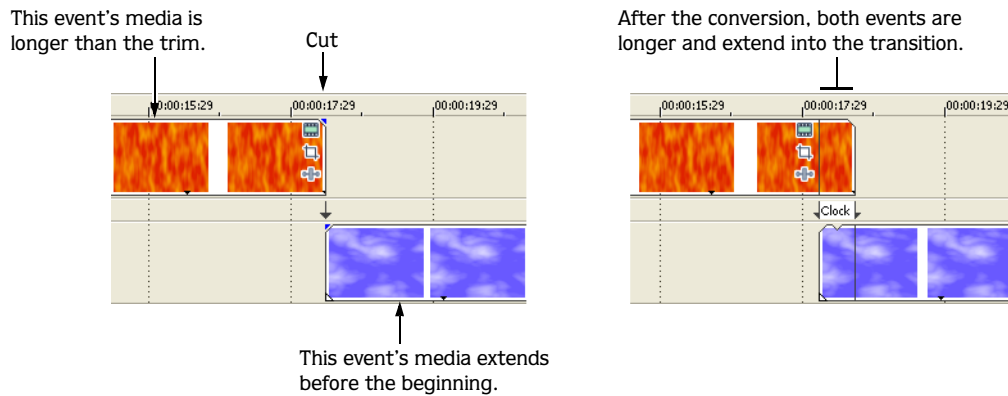 This event's media is
longer than the trim.
Cut
After the conversion, both events are
longer and extend into the transition.
00:00:15:29 00:00:17:29 00:00:19:29
00:00:15:29 00:00:17:29 00:00:19:29
Clock
This event's media extends
before the beginning.